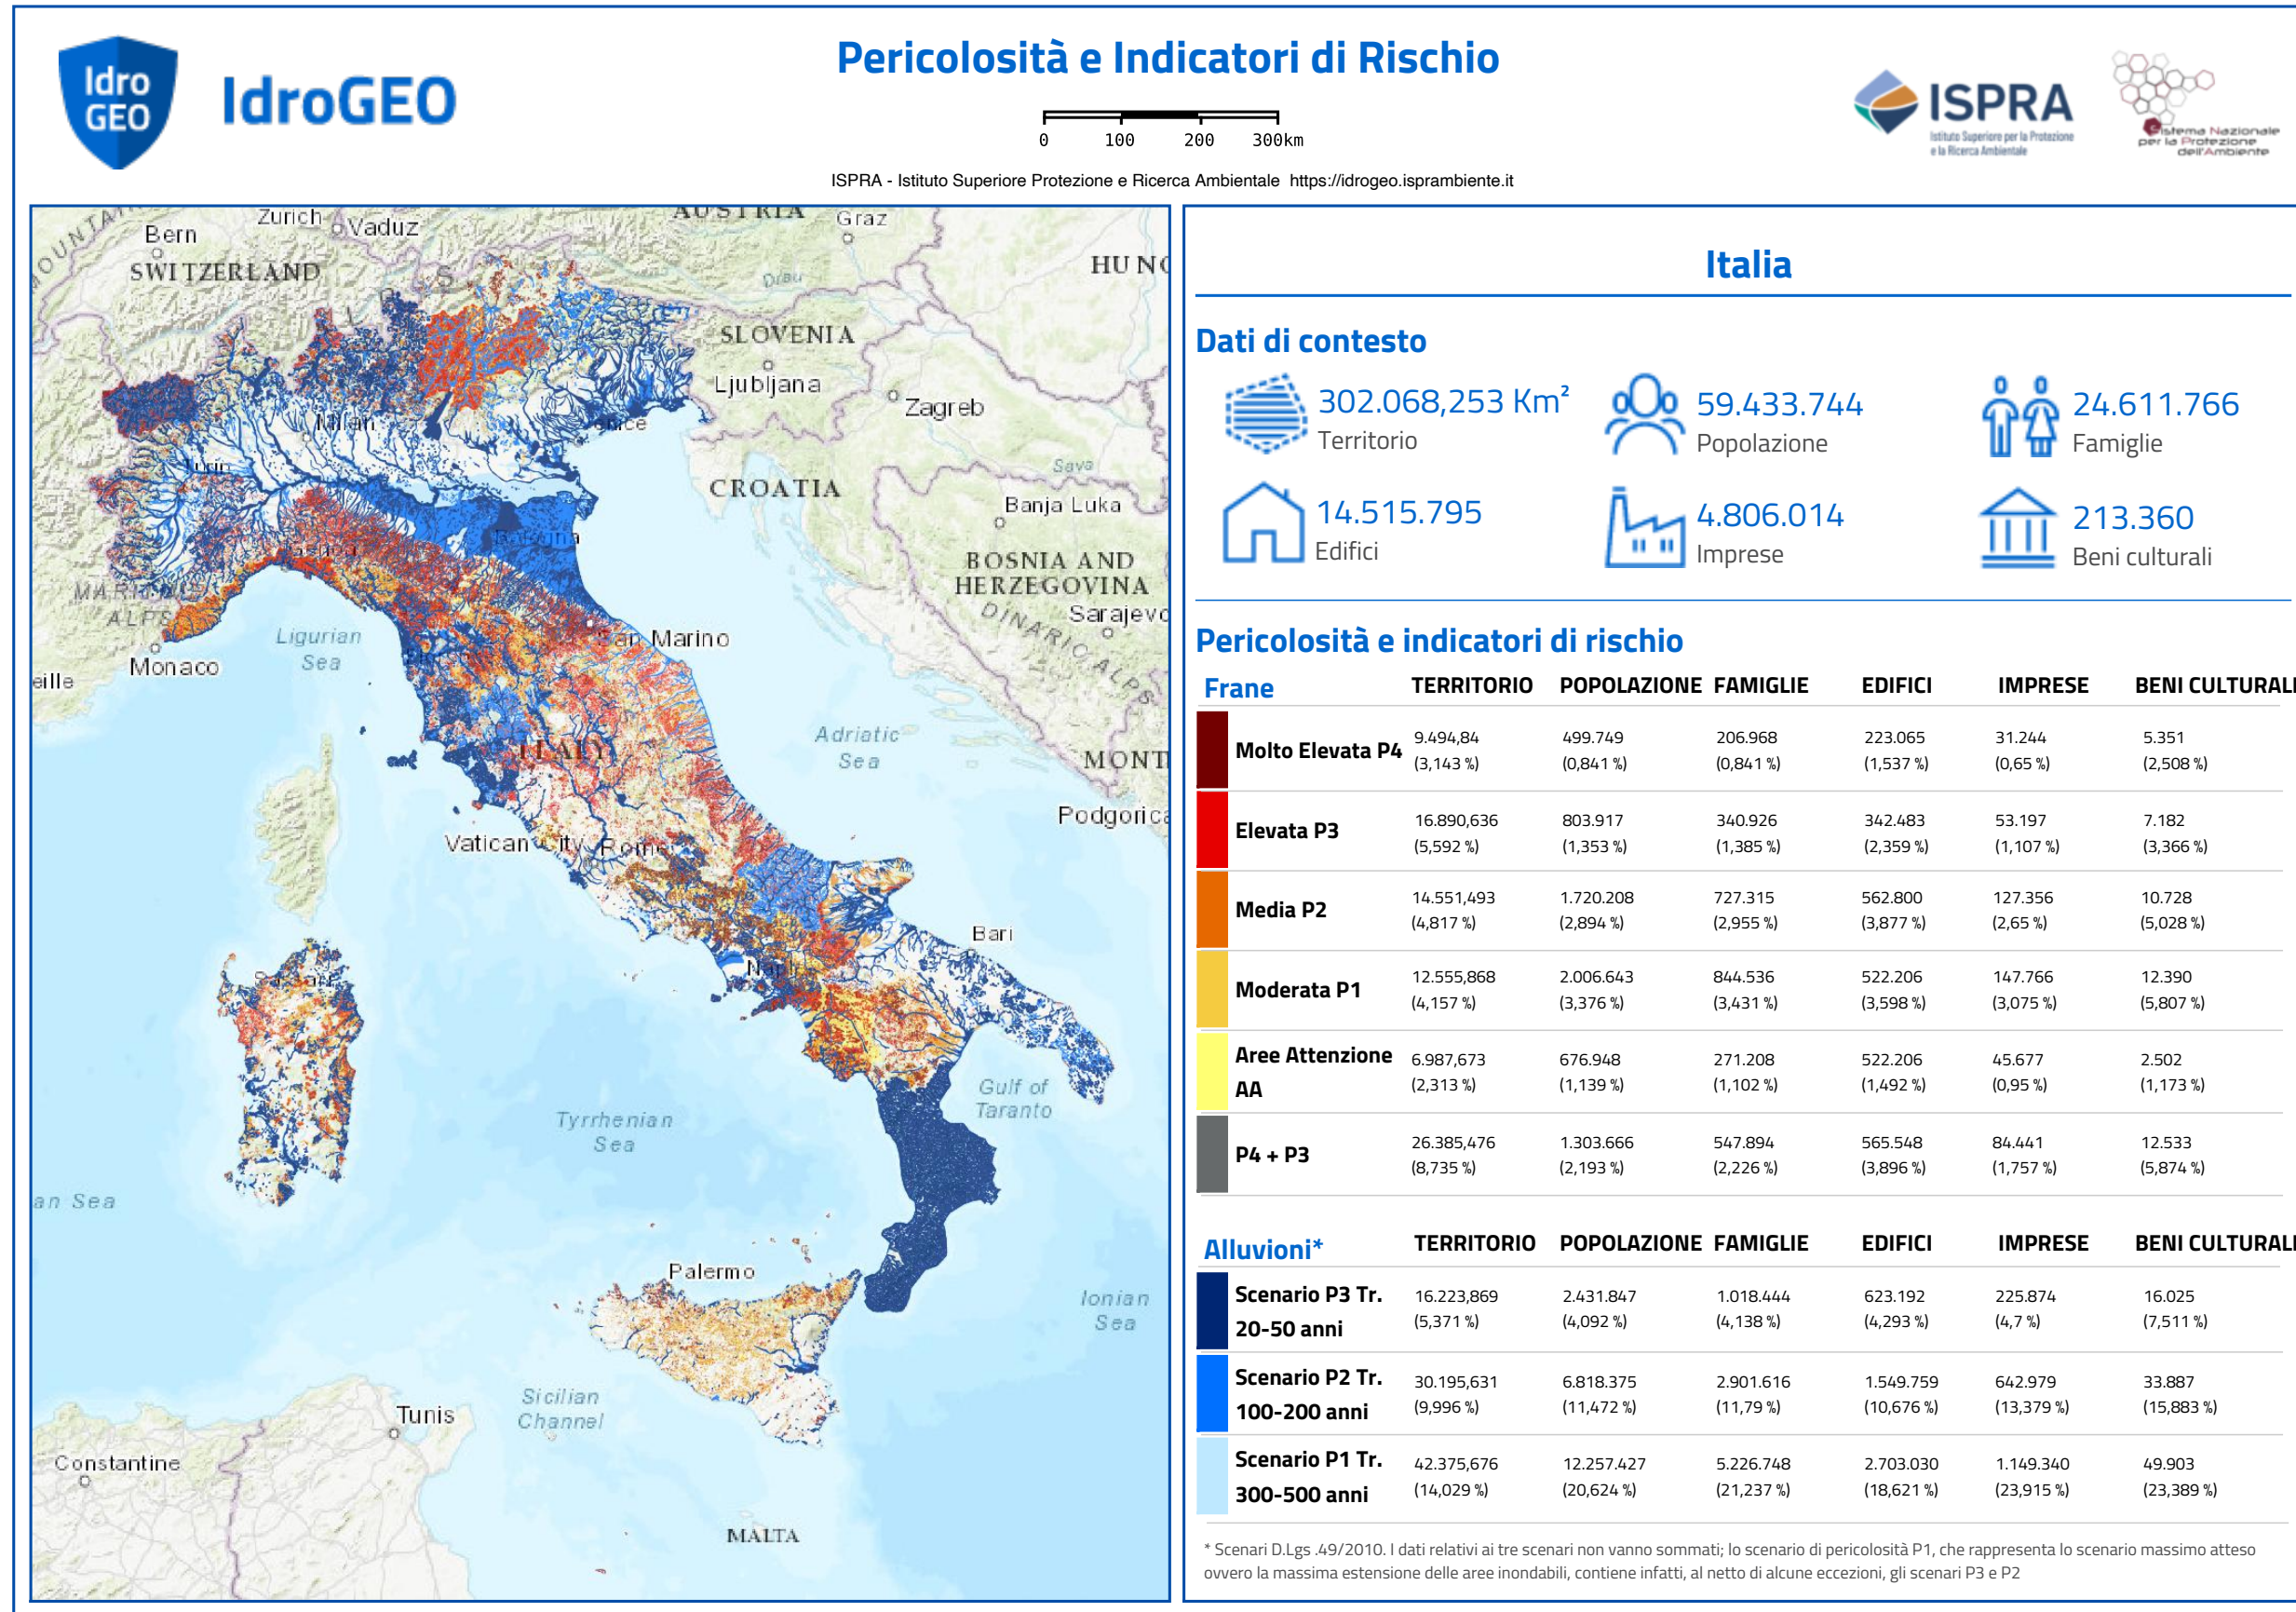 Idro
GEO
IdroGEO
Pericolosità e Indicatori di Rischio
0 100 200 300km
ISPRA - Istituto Superiore Protezione e Ricerca Ambientale https://idrogeo.isprambiente.it
ISPRA
Istituto Superiore per la Protezione
e la Ricerca Ambientale
Sistema Nazionale
per la Protezione
dell'Ambiente
AUSTRIA
Zurich
Vaduz
Graz
Bern
SWITZERLAND
Drau
SLOVENIA
Ljubljana
Zagreb
Milan
Venice
Turin
Sava
CROATIA
Banja Luka
Bologna
Genoa
BOSNIA AND
HERZEGOVINA
DINARIC ALPS
Sarajevo
MARITIME
ALPS
Ligurian
Sea
San Marino
Monaco
eille
Adriatic
Sea
ITALY
MONT
Podgorica
Vatican City
Rome
Bari
Naples
Sassari
Gulf of
Taranto
Tyrrhenian
Sea
an Sea
Palermo
Ionian
Sea
Sicilian
Channel
Tunis
Constantine
MALTA
Italia
Dati di contesto
302.068,253 Km²
Territorio
59.433.744
Popolazione
24.611.766
Famiglie
14.515.795
Edifici
4.806.014
Imprese
213.360
Beni culturali
Pericolosità e indicatori di rischio
Frane TERRITORIO POPOLAZIONE FAMIGLIE EDIFICI IMPRESE BENI CULTURALI
Molto Elevata P4
9.494,84 499.749 206.968 223.065 31.244 5.351
(3,143 %) (0,841 %) (0,841 %) (1,537 %) (0,65 %) (2,508 %)
Elevata P3
16.890,636 803.917 340.926 342.483 53.197 7.182
(5,592 %) (1,353 %) (1,385 %) (2,359 %) (1,107 %) (3,366 %)
Media P2
14.551,493 1.720.208 727.315 562.800 127.356 10.728
(4,817 %) (2,894 %) (2,955 %) (3,877 %) (2,65 %) (5,028 %)
Moderata P1
12.555,868 2.006.643 844.536 522.206 147.766 12.390
(4,157 %) (3,376 %) (3,431 %) (3,598 %) (3,075 %) (5,807 %)
Aree Attenzione
AA
6.987,673 676.948 271.208 522.206 45.677 2.502
(2,313 %) (1,139 %) (1,102 %) (1,492 %) (0,95 %) (1,173 %)
P4 + P3
26.385,476 1.303.666 547.894 565.548 84.441 12.533
(8,735 %) (2,193 %) (2,226 %) (3,896 %) (1,757 %) (5,874 %)
Alluvioni* TERRITORIO POPOLAZIONE FAMIGLIE EDIFICI IMPRESE BENI CULTURALI
Scenario P3 Tr.
20-50 anni
16.223,869 2.431.847 1.018.444 623.192 225.874 16.025
(5,371 %) (4,092 %) (4,138 %) (4,293 %) (4,7 %) (7,511 %)
Scenario P2 Tr.
100-200 anni
30.195,631 6.818.375 2.901.616 1.549.759 642.979 33.887
(9,996 %) (11,472 %) (11,79 %) (10,676 %) (13,379 %) (15,883 %)
Scenario P1 Tr.
300-500 anni
42.375,676 12.257.427 5.226.748 2.703.030 1.149.340 49.903
(14,029 %) (20,624 %) (21,237 %) (18,621 %) (23,915 %) (23,389 %)
* Scenari D.Lgs .49/2010. I dati relativi ai tre scenari non vanno sommati; lo scenario di pericolosità P1, che rappresenta lo scenario massimo atteso
ovvero la massima estensione delle aree inondabili, contiene infatti, al netto di alcune eccezioni, gli scenari P3 e P2